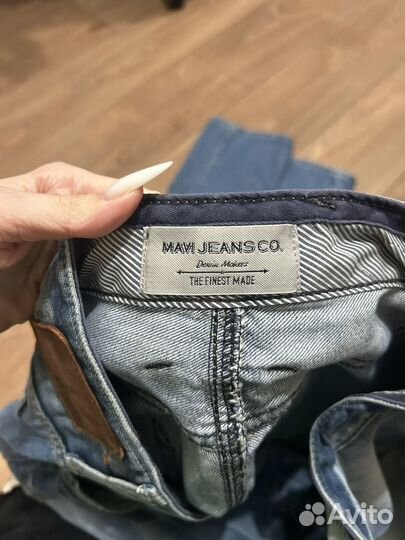 MAVI JEANS CO.
Denim Makers
THE FINEST MADE
Avito